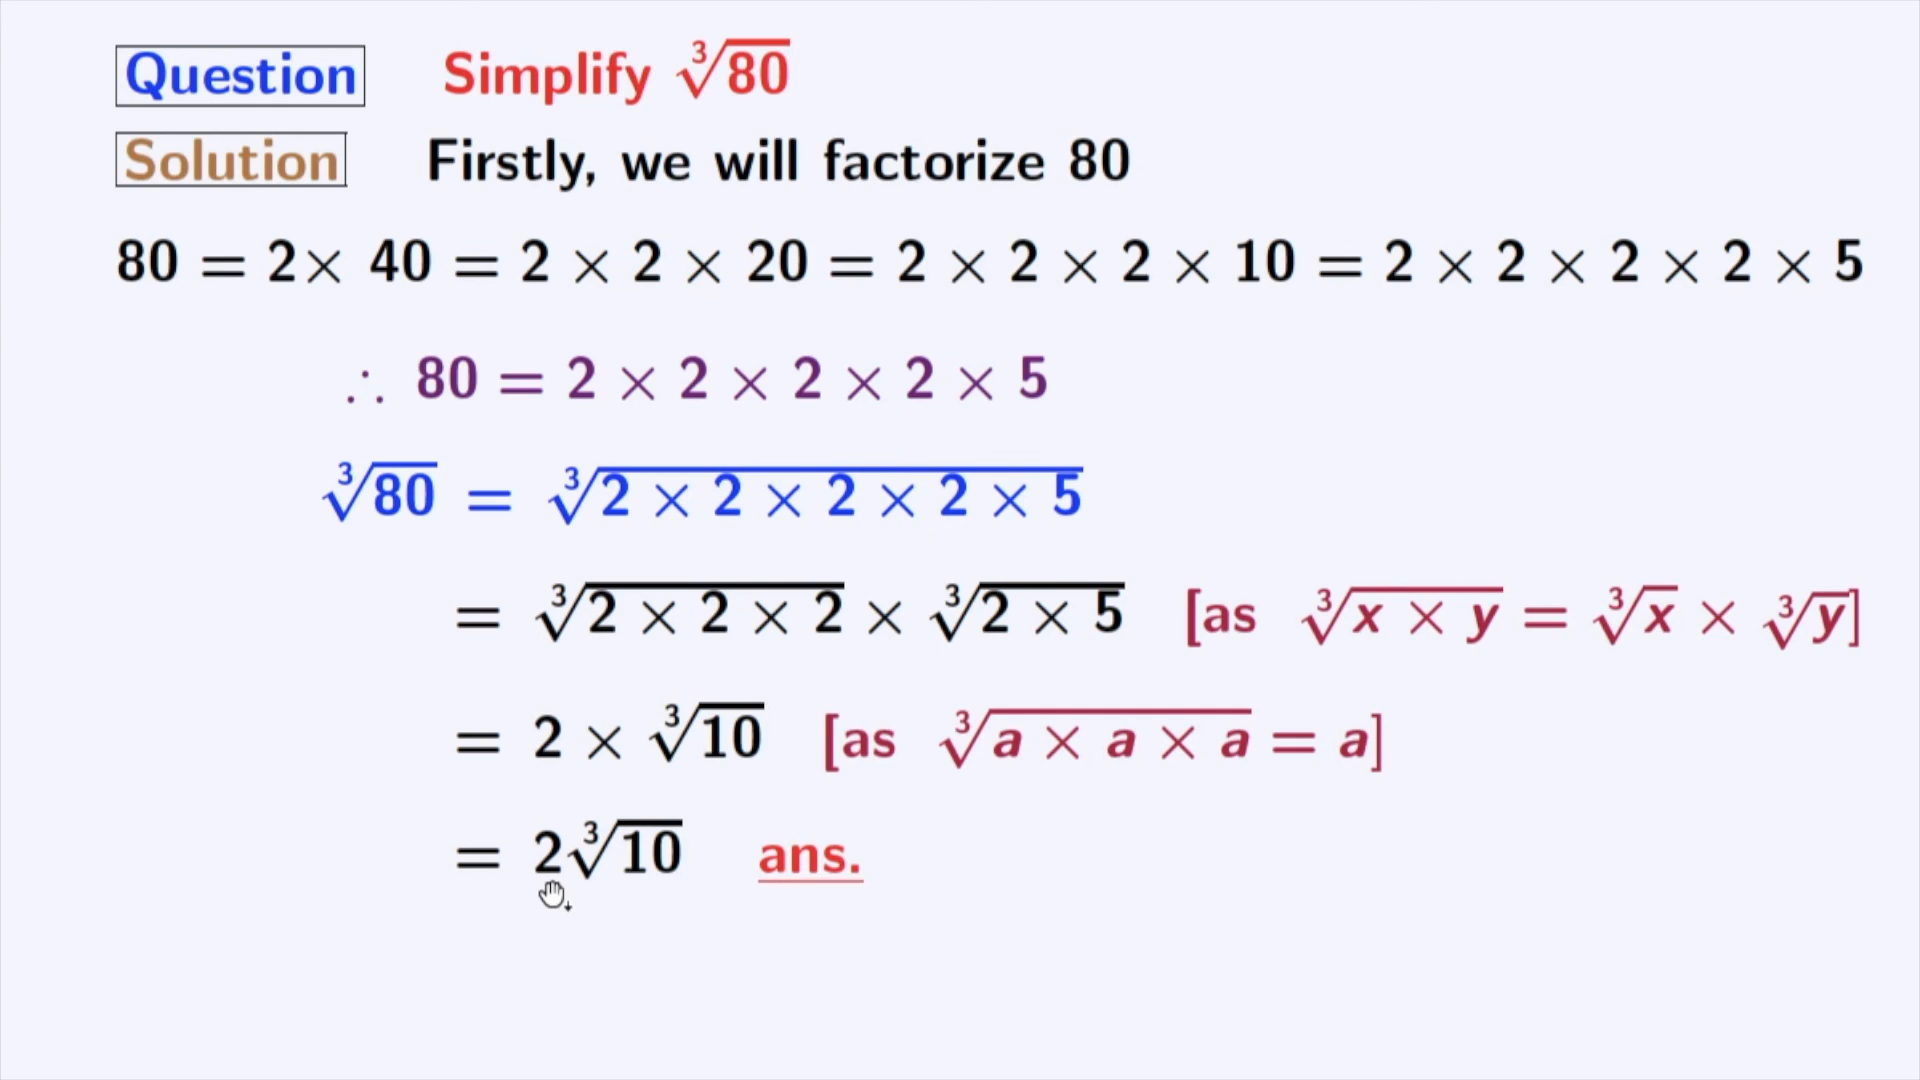 Question Simplify ∛80
Solution Firstly, we will factorize 80
80 = 2× 40 = 2 × 2 × 20 = 2 × 2 × 2 × 10 = 2 × 2 × 2 × 2 × 5
∴ 80 = 2 × 2 × 2 × 2 × 5
∛80 = ∛(2 × 2 × 2 × 2 × 5)
= ∛(2 × 2 × 2) × ∛(2 × 5) [as ∛(x × y) = ∛x × ∛y]
= 2 × ∛10 [as ∛(a × a × a) = a]
= 2∛10 ans.